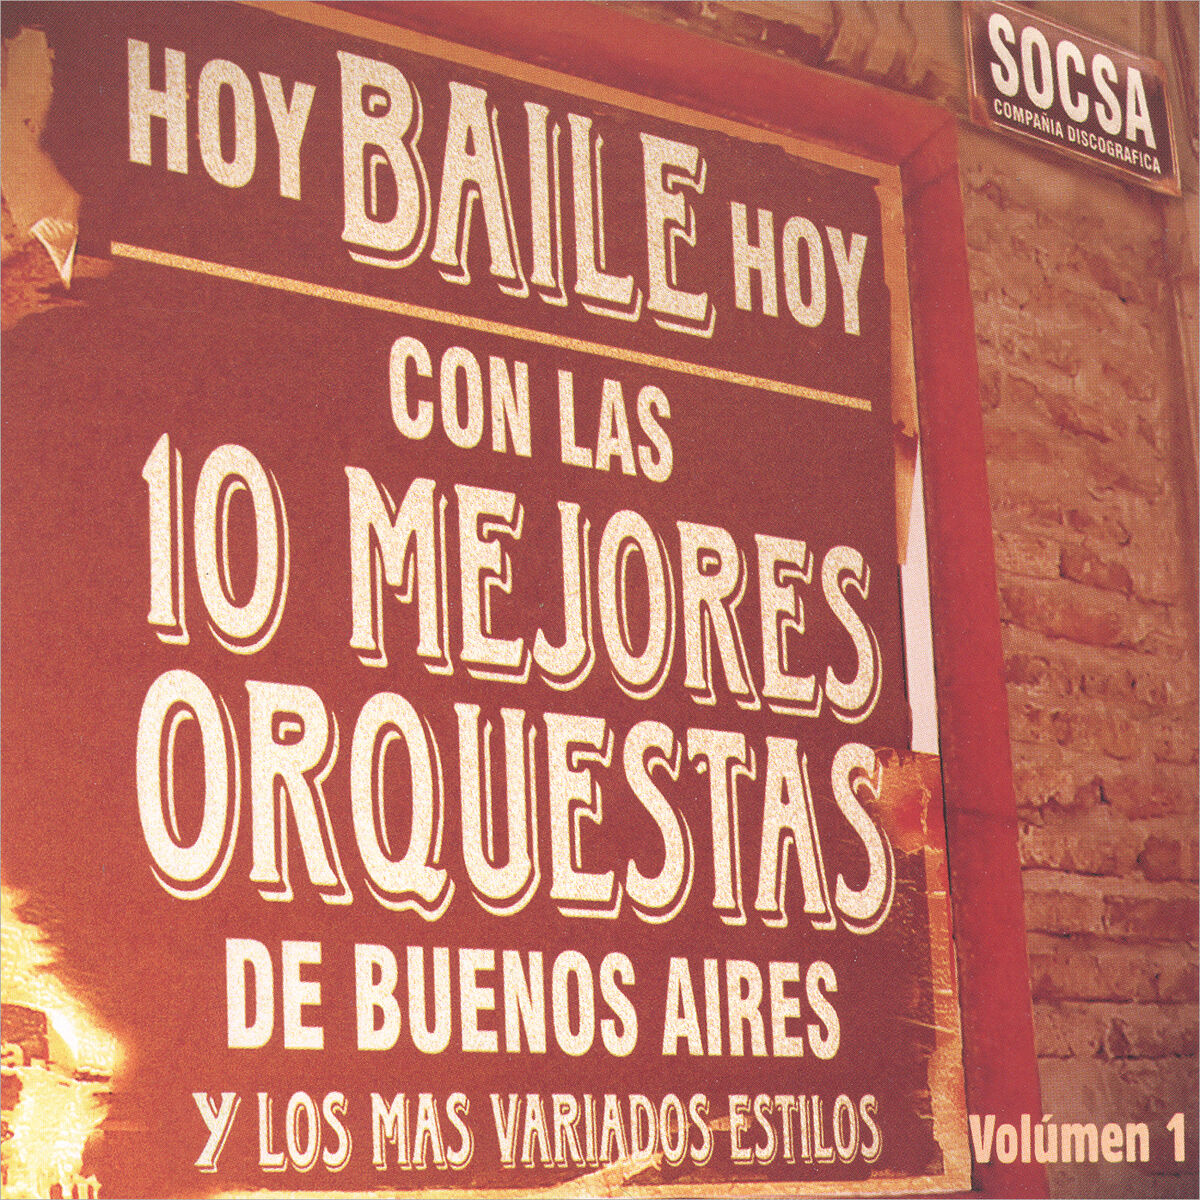 HOY BAILE HOY
CON LAS
10 MEJORES
ORQUESTAS
DE BUENOS AIRES
Y LOS MAS VARIADOS ESTILOS
SOCSA
COMPAÑIA DISCOGRAFICA
Volúmen 1